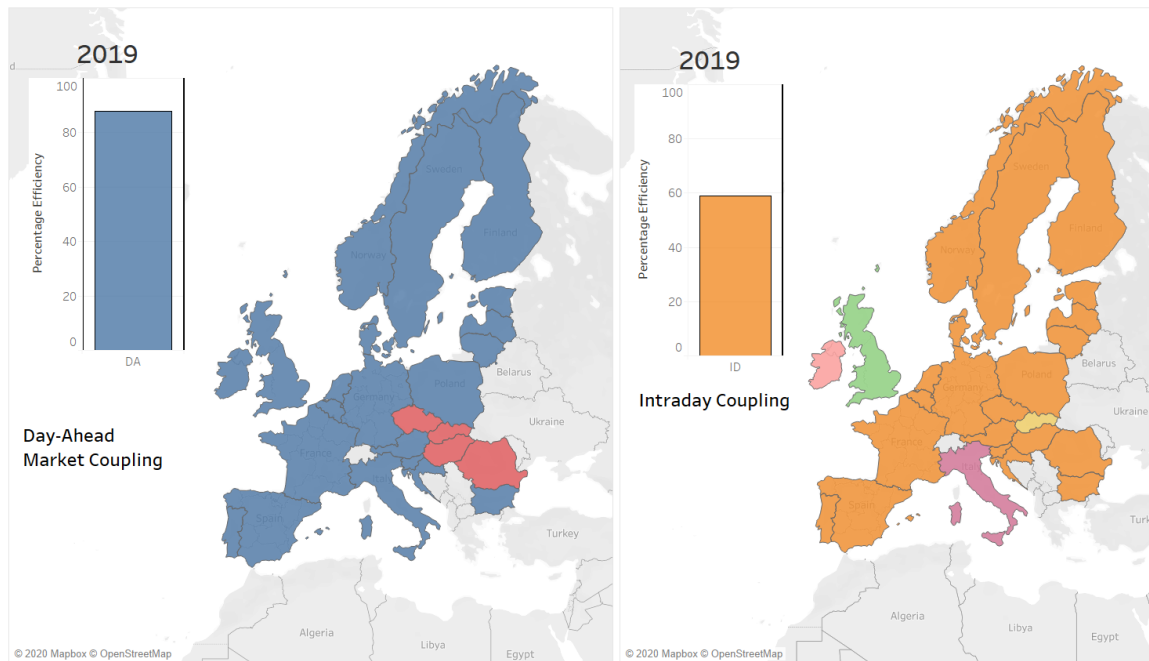 d
2019
Percentage Efficiency
100
80
60
40
20
0
DA
Day-Ahead
Market Coupling
Sweden
Finland
Norway
Belarus
Poland
Germany
Ukraine
France
Italy
Spain
Turkey
Algeria
Libya
Egypt
© 2020 Mapbox © OpenStreetMap
2019
Percentage Efficiency
100
80
60
40
20
0
ID
Intraday Coupling
Sweden
Finland
Norway
Belarus
Poland
Germany
Ukraine
France
Italy
Spain
Turk
Algeria
Libya
Egypt
© 2020 Mapbox © OpenStreetMap